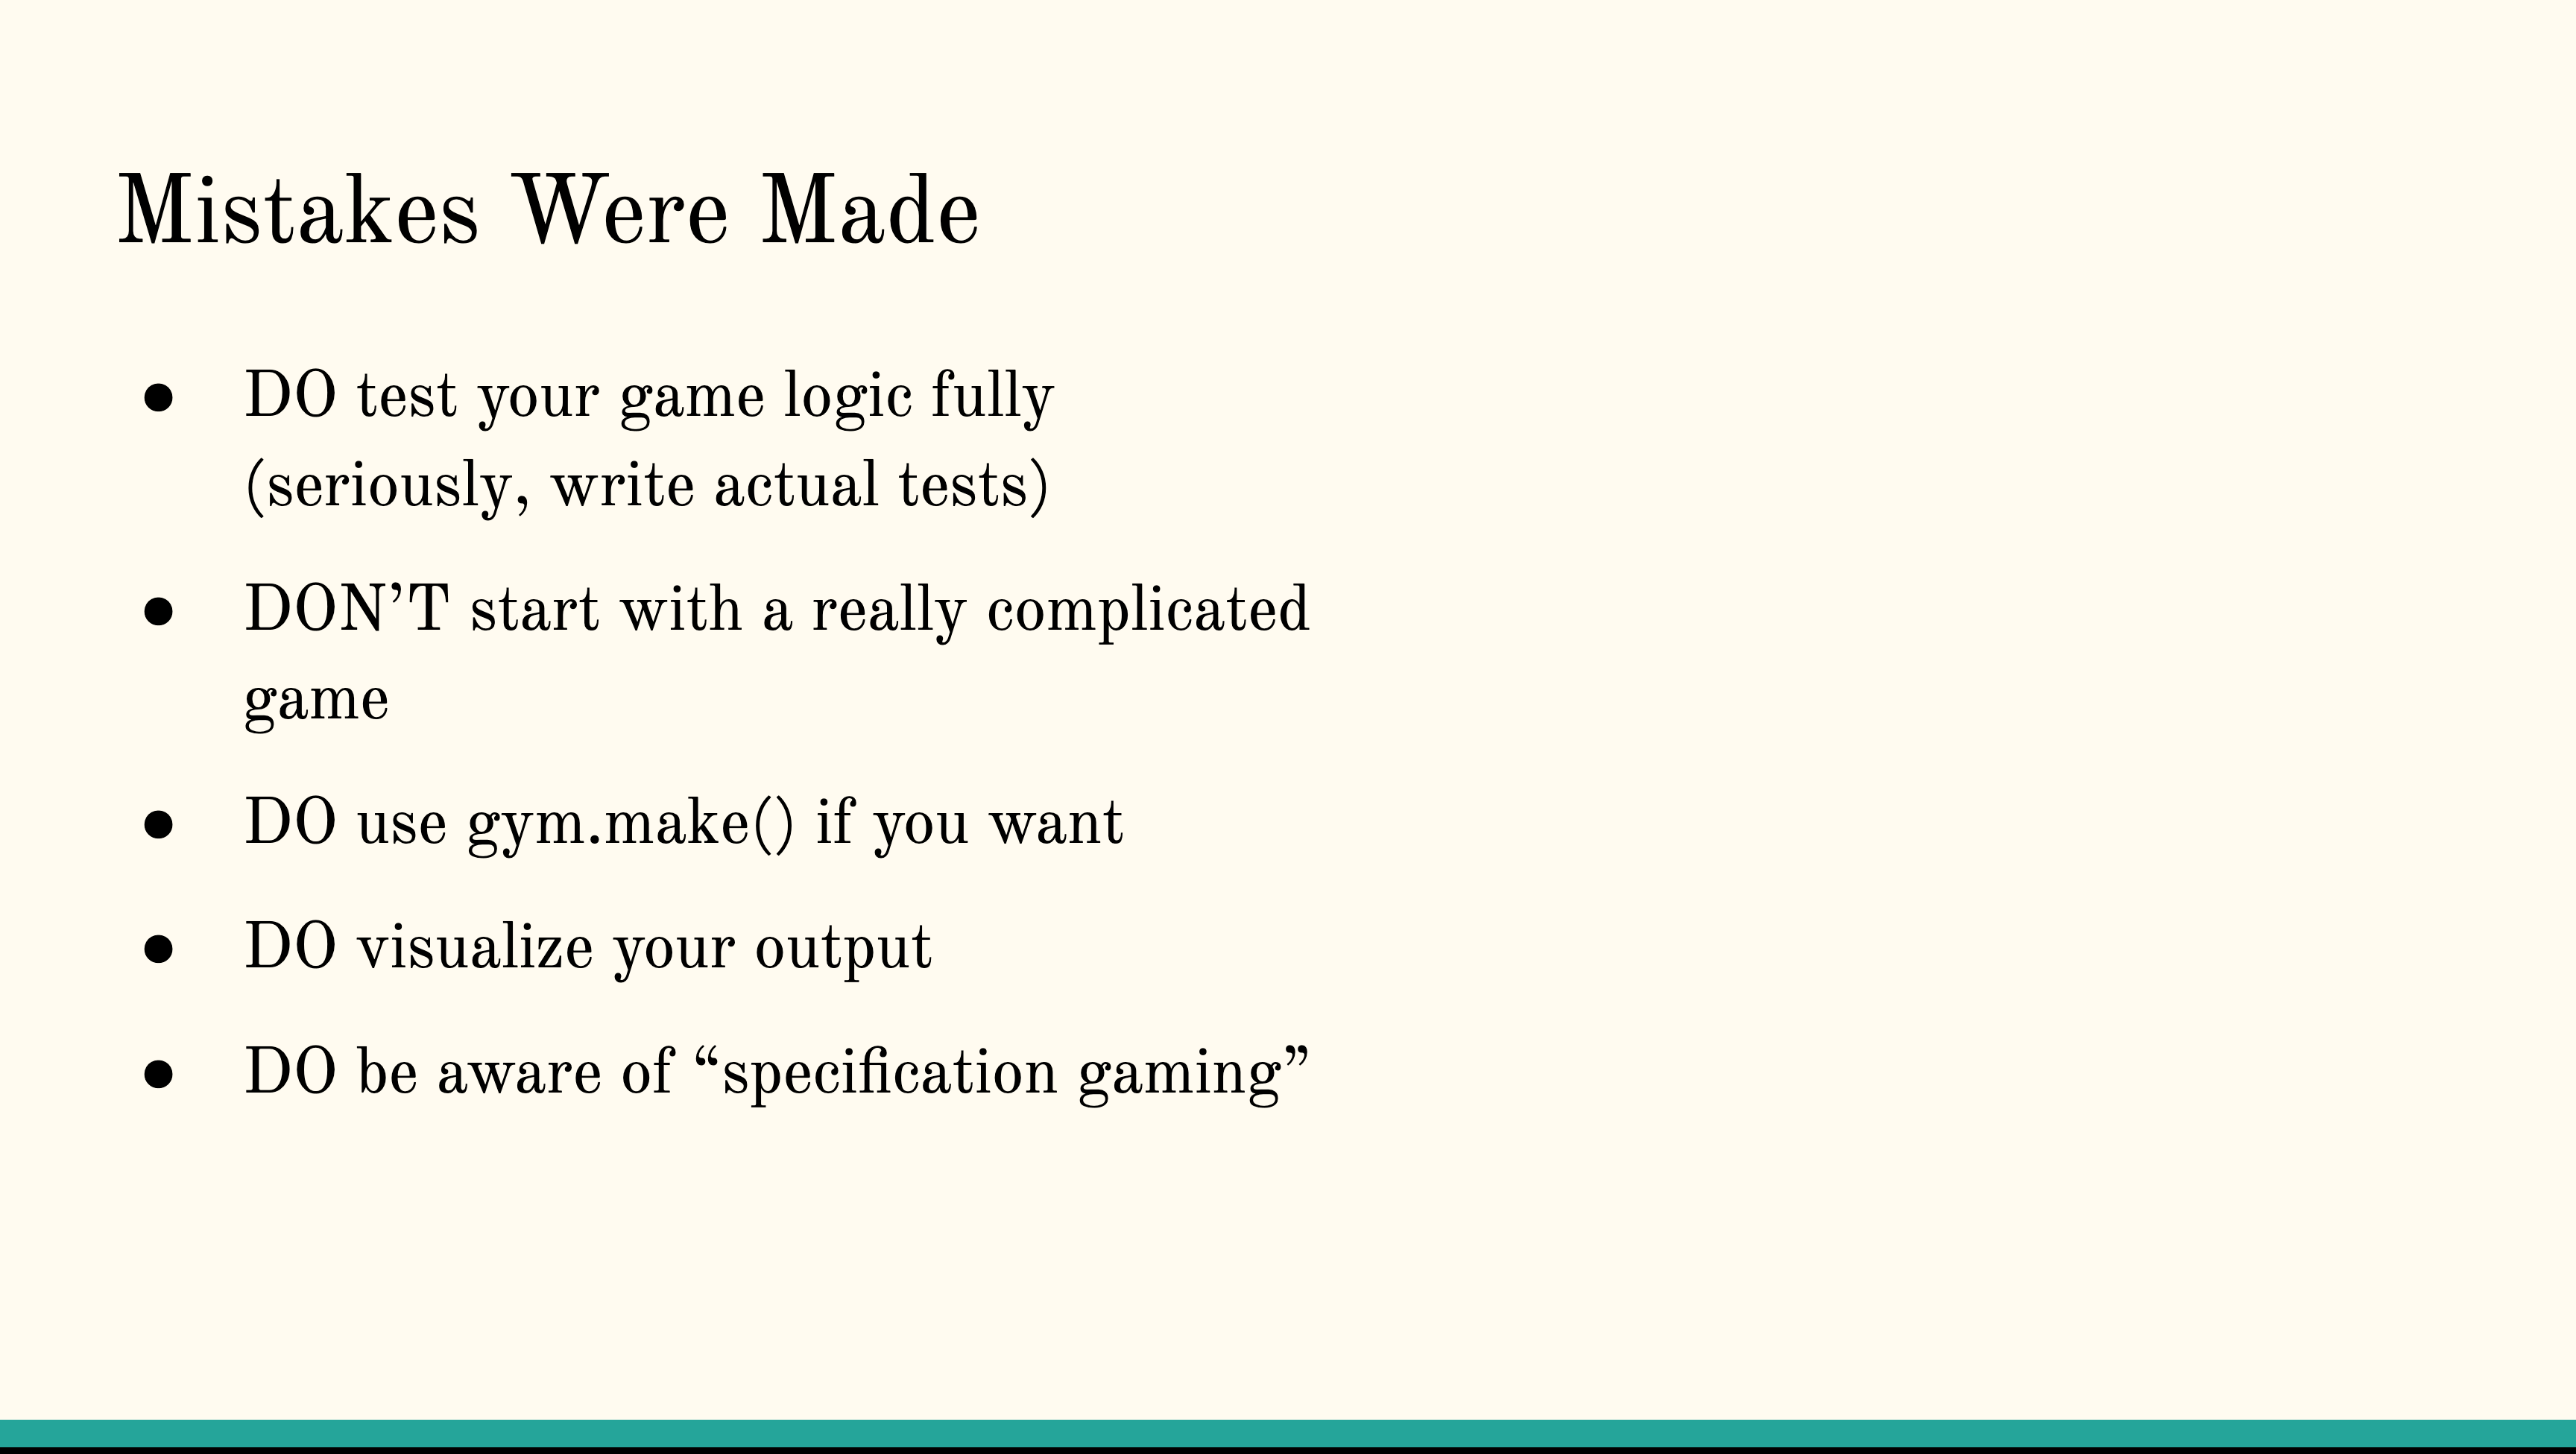 Mistakes Were Made
● DO test your game logic fully
(seriously, write actual tests)
● DON’T start with a really complicated
game
● DO use gym.make() if you want
● DO visualize your output
● DO be aware of “specification gaming”